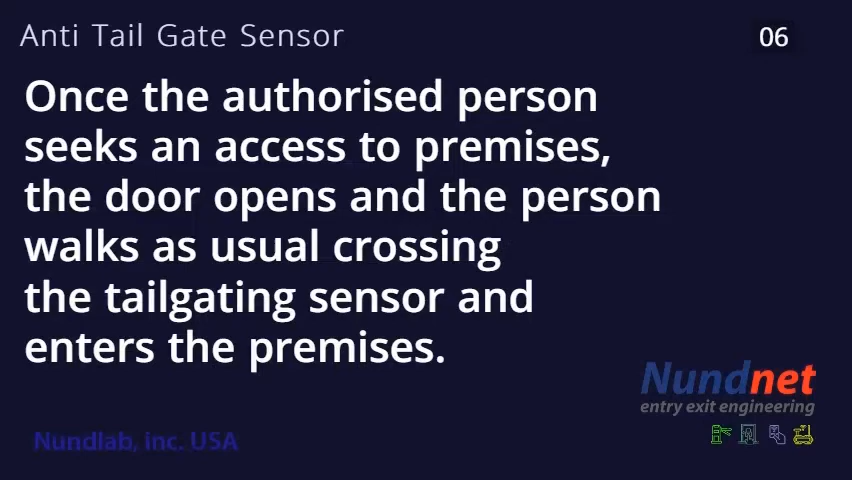 Anti Tail Gate Sensor
06
Once the authorised person
seeks an access to premises,
the door opens and the person
walks as usual crossing
the tailgating sensor and
enters the premises.
Nundnet
entry exit engineering
Nundlab, inc. USA